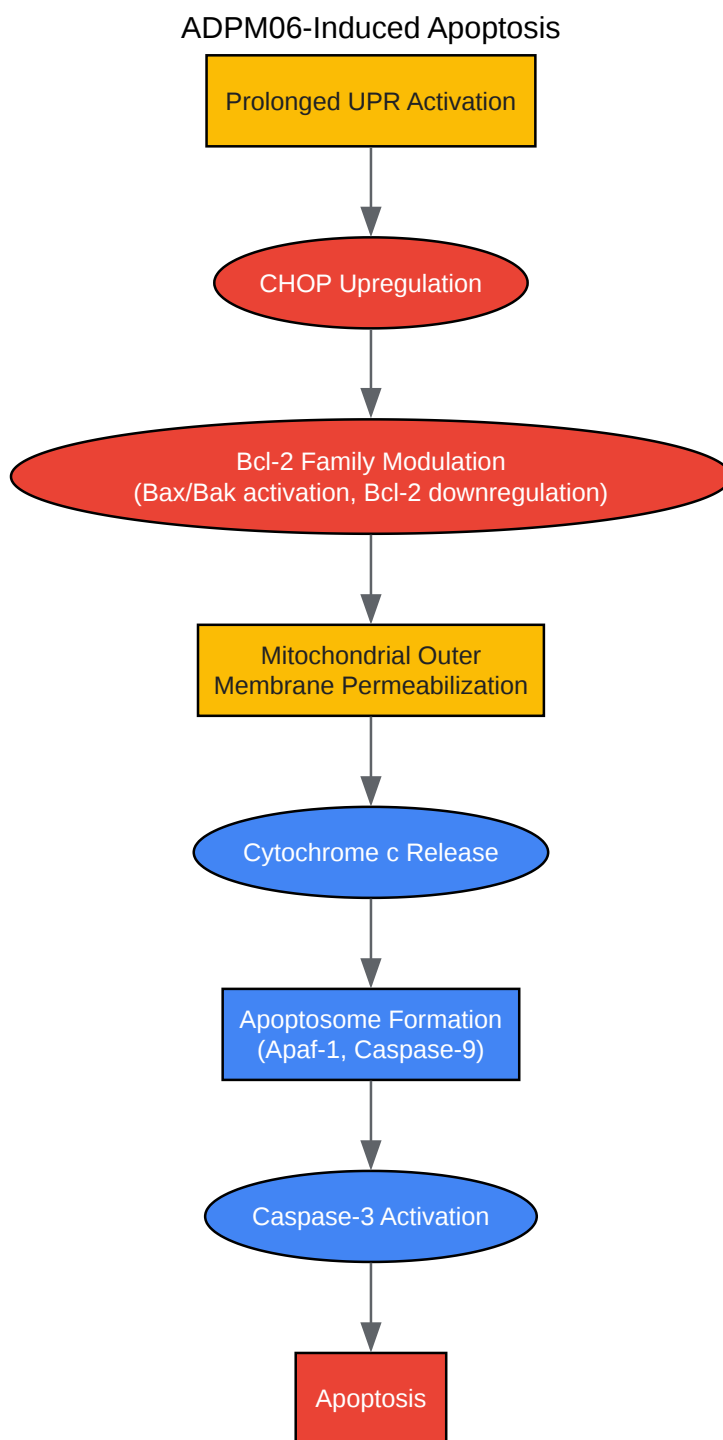 ADPM06-Induced Apoptosis
Prolonged UPR Activation
CHOP Upregulation
Bcl-2 Family Modulation
(Bax/Bak activation, Bcl-2 downregulation)
Mitochondrial Outer
Membrane Permeabilization
Cytochrome c Release
Apoptosome Formation
(Apaf-1, Caspase-9)
Caspase-3 Activation
Apoptosis